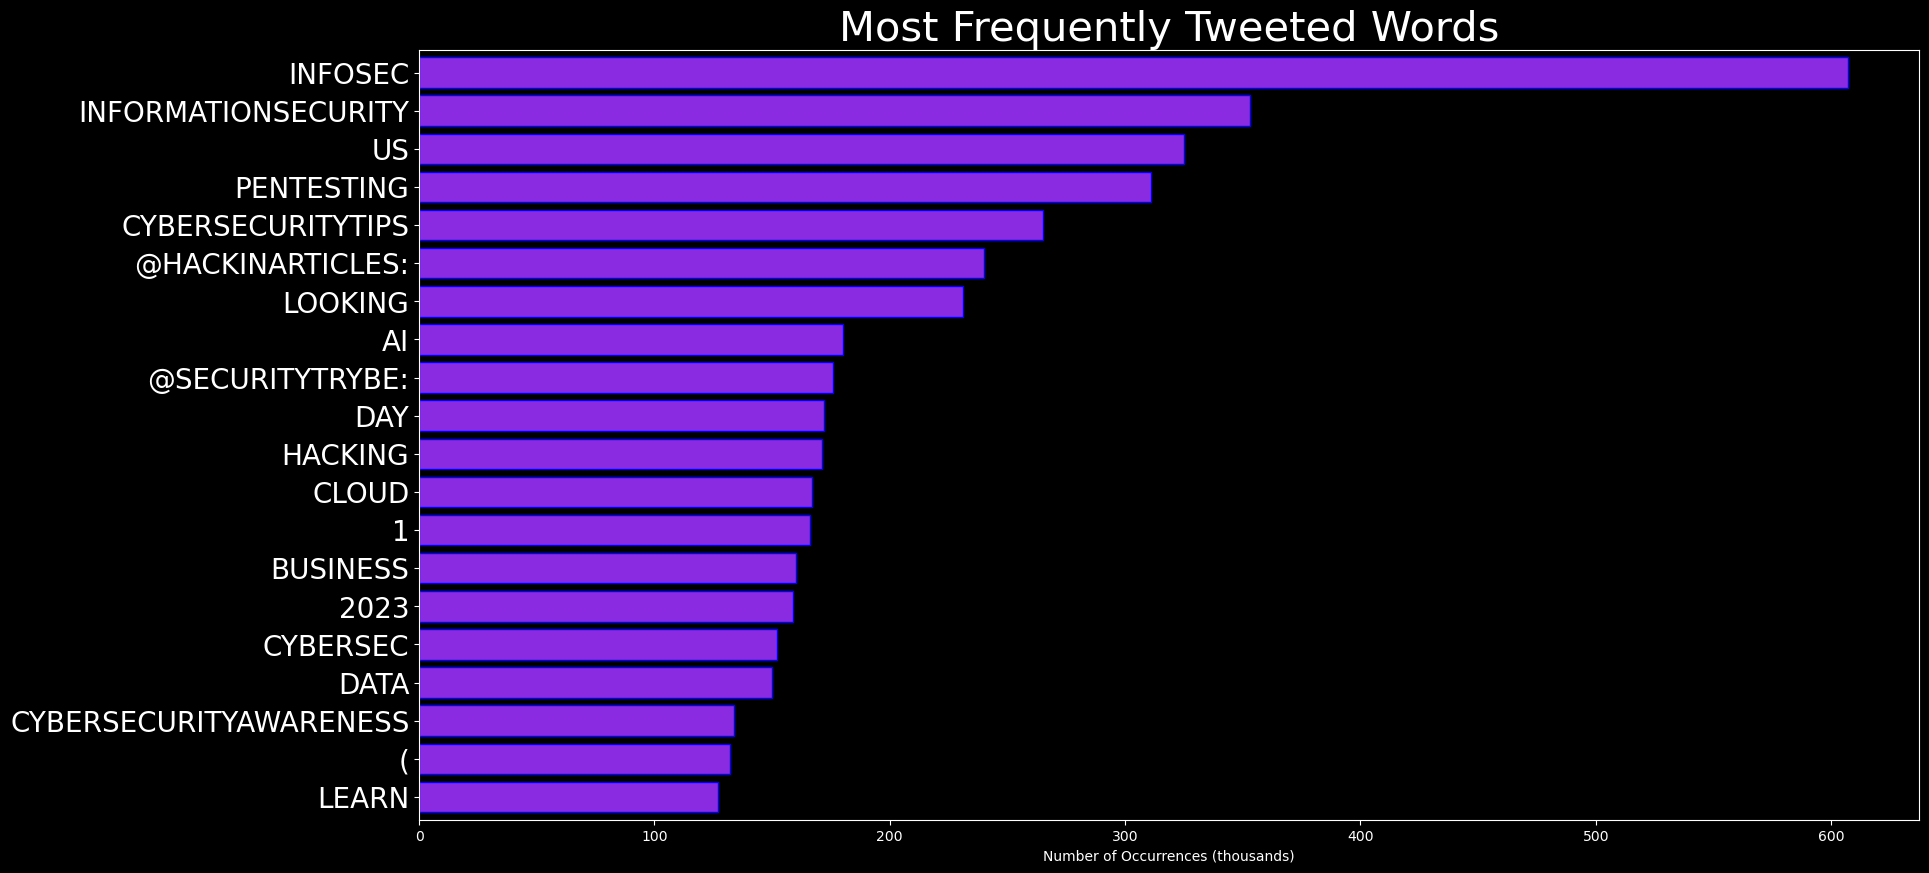 Most Frequently Tweeted Words
INFOSEC
INFORMATIONSECURITY
US
PENTESTING
CYBERSECURITYTIPS
@HACKINARTICLES:
LOOKING
AI
@SECURITYTRYBE:
DAY
HACKING
CLOUD
1
BUSINESS
2023
CYBERSEC
DATA
CYBERSECURITYAWARENESS
(
LEARN
0 100 200 300 400 500 600
Number of Occurrences (thousands)